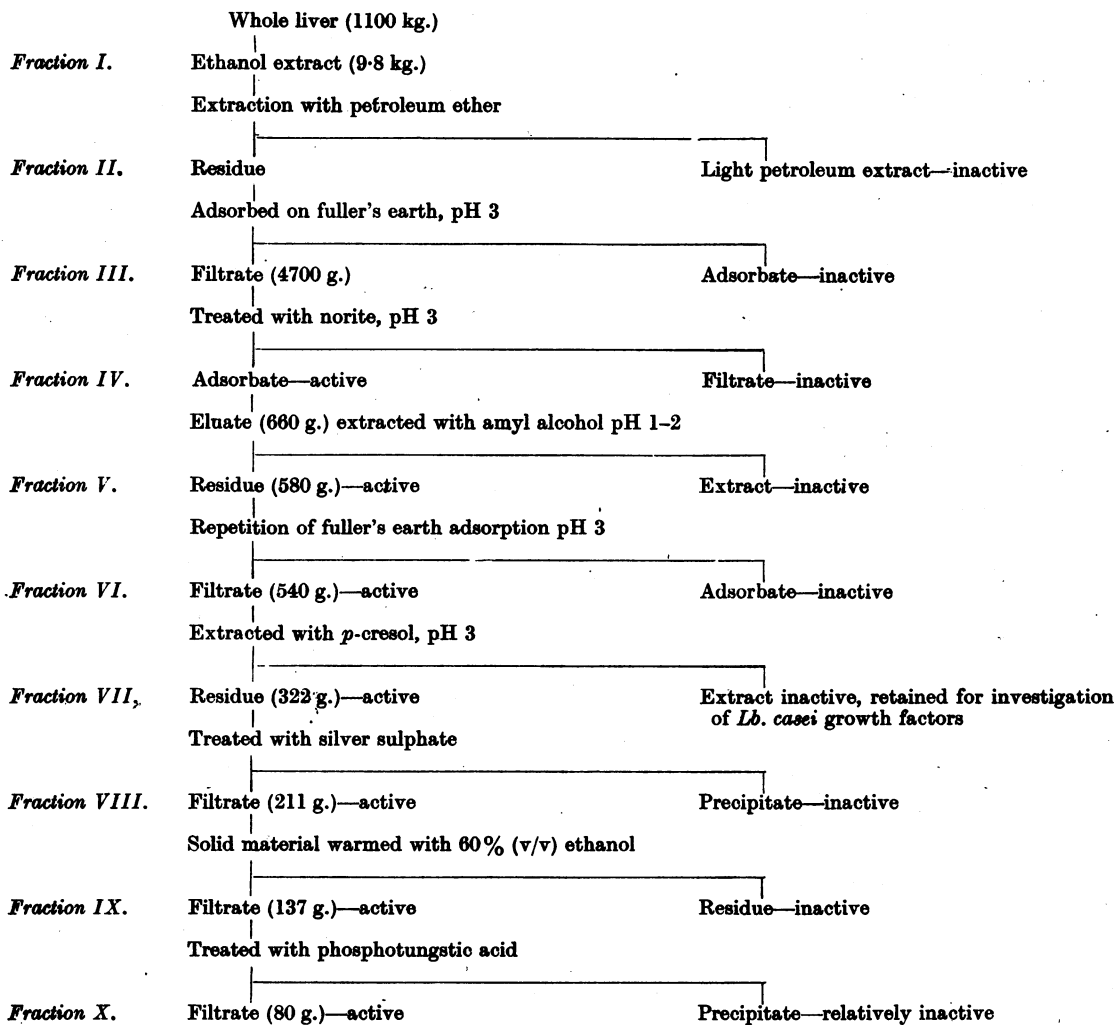 Whole liver (1100 kg.)
Fraction I. Ethanol extract (9·8 kg.)
Extraction with petroleum ether
Fraction II. Residue Light petroleum extract—inactive
Adsorbed on fuller's earth, pH 3
Fraction III. Filtrate (4700 g.) Adsorbate—inactive
Treated with norite, pH 3
Fraction IV. Adsorbate—active Filtrate—inactive
Eluate (660 g.) extracted with amyl alcohol pH 1–2
Fraction V. Residue (580 g.)—active Extract—inactive
Repetition of fuller's earth adsorption pH 3
Fraction VI. Filtrate (540 g.)—active Adsorbate—inactive
Extracted with p-cresol, pH 3
Fraction VII, Residue (322 g.)—active Extract inactive, retained for investigation
of Lb. casei growth factors
Treated with silver sulphate
Fraction VIII. Filtrate (211 g.)—active Precipitate—inactive
Solid material warmed with 60% (v/v) ethanol
Fraction IX. Filtrate (137 g.)—active Residue—inactive
Treated with phosphotungstic acid
Fraction X. Filtrate (80 g.)—active Precipitate—relatively inactive